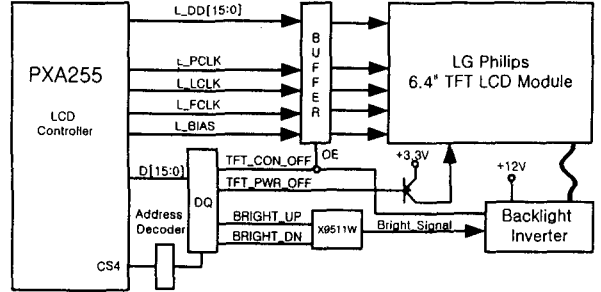 L_DD[15:0]
PXA255
LCD
Controller
L_PCLK
L_LCLK
L_FCLK
L_BIAS
BUFFER
LG Philips
6.4" TFT LCD Module
OE
+3.3V
D[15:0]
TFT_CON_OFF
TFT_PWR_OFF
+12V
DQ
Address
Decoder
BRIGHT_UP
BRIGHT_DN
X9511W
Bright_Signal
Backlight
Inverter
CS4